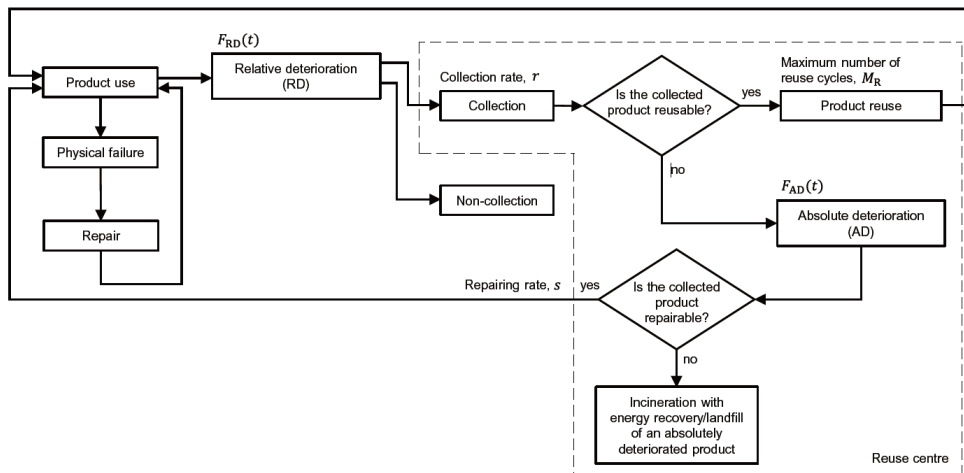 F_RD(t)
Product use
Relative deterioration
(RD)
Physical failure
Repair
Collection rate, r
Collection
Non-collection
Is the collected
product reusable?
yes
no
Maximum number of
reuse cycles, M_R
Product reuse
F_AD(t)
Absolute deterioration
(AD)
Repairing rate, s
yes
Is the collected
product
repairable?
no
Incineration with
energy recovery/landfill
of an absolutely
deteriorated product
Reuse centre